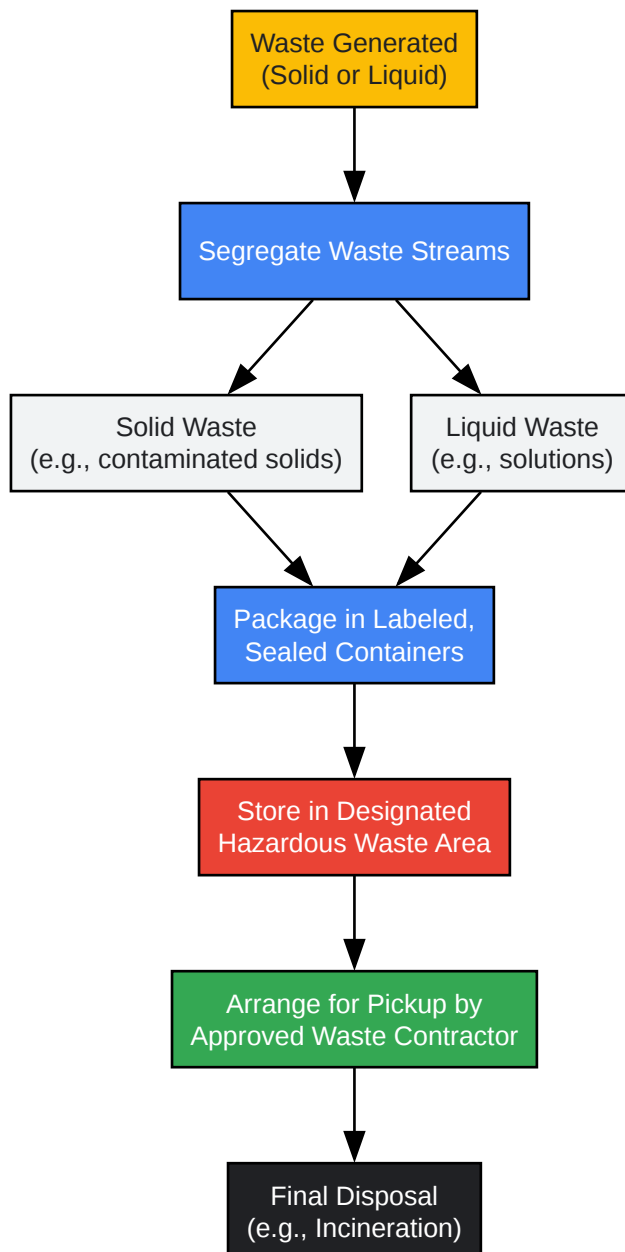 Waste Generated
(Solid or Liquid)
Segregate Waste Streams
Solid Waste
(e.g., contaminated solids)
Liquid Waste
(e.g., solutions)
Package in Labeled,
Sealed Containers
Store in Designated
Hazardous Waste Area
Arrange for Pickup by
Approved Waste Contractor
Final Disposal
(e.g., Incineration)